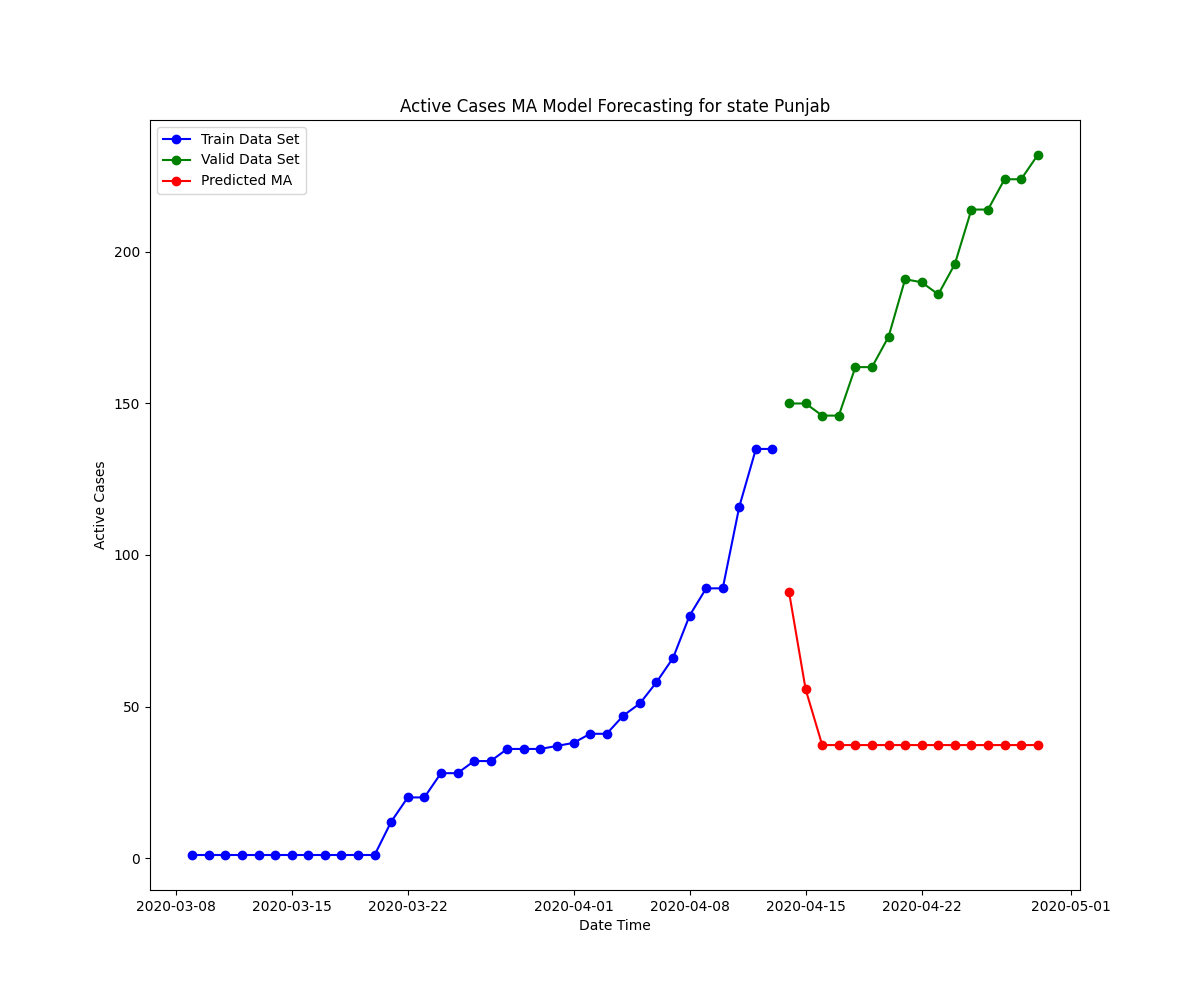 Active Cases MA Model Forecasting for state Punjab
Train Data Set
Valid Data Set
Predicted MA
200
150
100
50
0
Active Cases
2020-03-08 2020-03-15 2020-03-22 2020-04-01 2020-04-08 2020-04-15 2020-04-22 2020-05-01
Date Time